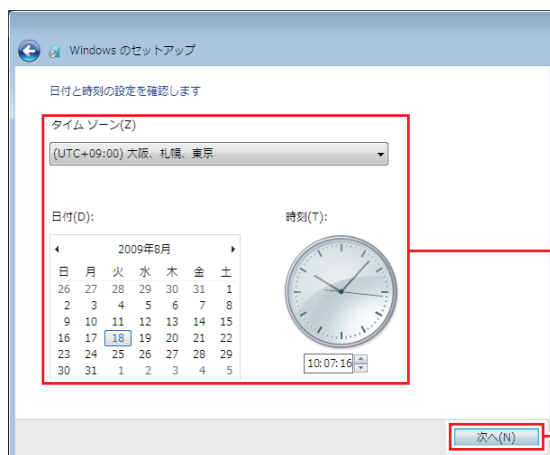 Windows のセットアップ
日付と時刻の設定を確認します
タイム ゾーン(Z)
(UTC+09:00) 大阪、札幌、東京
日付(D):
時刻(T):
2009年8月
日 月 火 水 木 金 土
26 27 28 29 30 31 1
2 3 4 5 6 7 8
9 10 11 12 13 14 15
16 17 18 19 20 21 22
23 24 25 26 27 28 29
30 31 1 2 3 4 5
10:07:16
次へ(N)